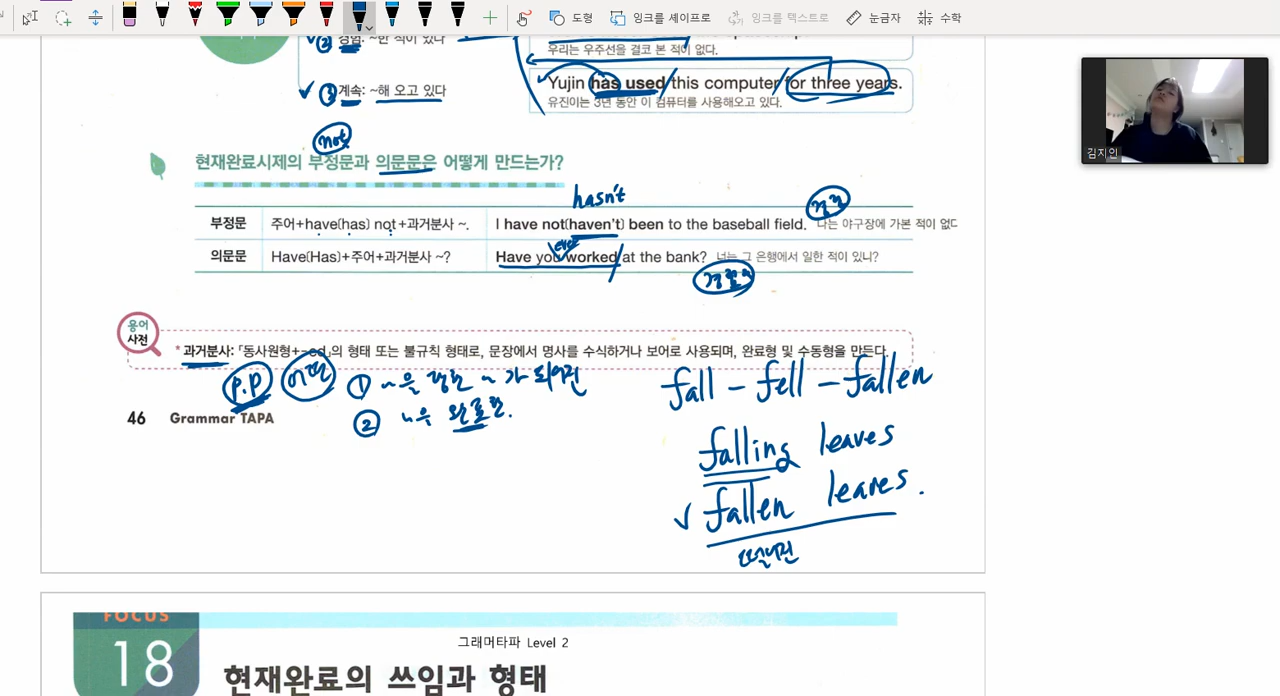 도형 잉크를 셰이프로 잉크를 텍스트로 눈금자 수학
② 경험: ~한 적이 있다
우리는 우주선을 결코 본 적이 없다.
Yujin has used this computer for three years.
③ 계속: ~해 오고 있다
유진이는 3년 동안 이 컴퓨터를 사용해오고 있다.
김지인
not
현재완료시제의 부정문과 의문문은 어떻게 만드는가?
hasn't
부정문 주어+have(has) not+과거분사 ~. I have not(haven't) been to the baseball field. 나는 야구장에 가본 적이 없다
ever
의문문 Have(Has)+주어+과거분사 ~? Have you worked at the bank? 너는 그 은행에서 일한 적이 있니?
용어
사전
*과거분사: 「동사원형+-ed」의 형태 또는 불규칙 형태로, 문장에서 명사를 수식하거나 보어로 사용되며, 완료형 및 수동형을 만든다.
P.P
①
② 완료한.
fall - fell - fallen
46 Grammar TAPA
falling leaves
fallen leaves.
떨어진
FOCUS
18
그래머타파 Level 2
현재완료의 쓰임과 형태